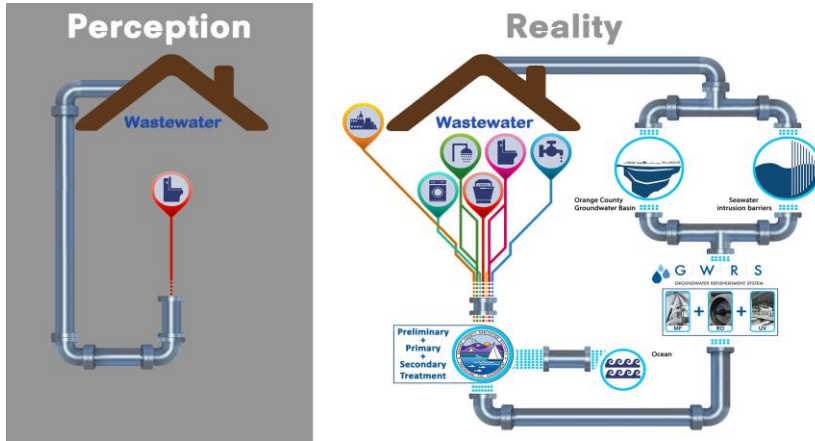 Perception
Wastewater
Reality
Wastewater
Orange County
Groundwater Basin
Seawater
intrusion barriers
GWRS
GROUNDWATER REPLENISHMENT SYSTEM
MF + RO + UV
Preliminary
+
Primary
+
Secondary
Treatment
Ocean